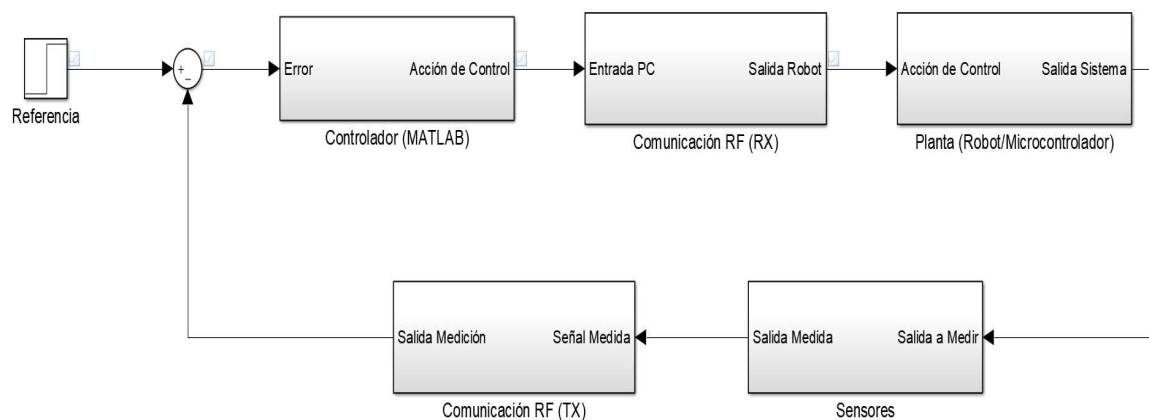 Referencia
+
−
Error
Acción de Control
Controlador (MATLAB)
Entrada PC
Salida Robot
Comunicación RF (RX)
Acción de Control
Salida Sistema
Planta (Robot/Microcontrolador)
Salida Medición
Señal Medida
Comunicación RF (TX)
Salida Medida
Salida a Medir
Sensores